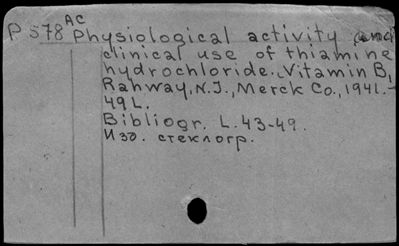 AC
P 578 Physiological activity and
clinical use of thiamine
hydrochloride. Vitamin B1
Rahway, N.J., Merck Co., 1941.-
49 L.
Bibliogr. L. 43-49.
Изо. стеклогр.